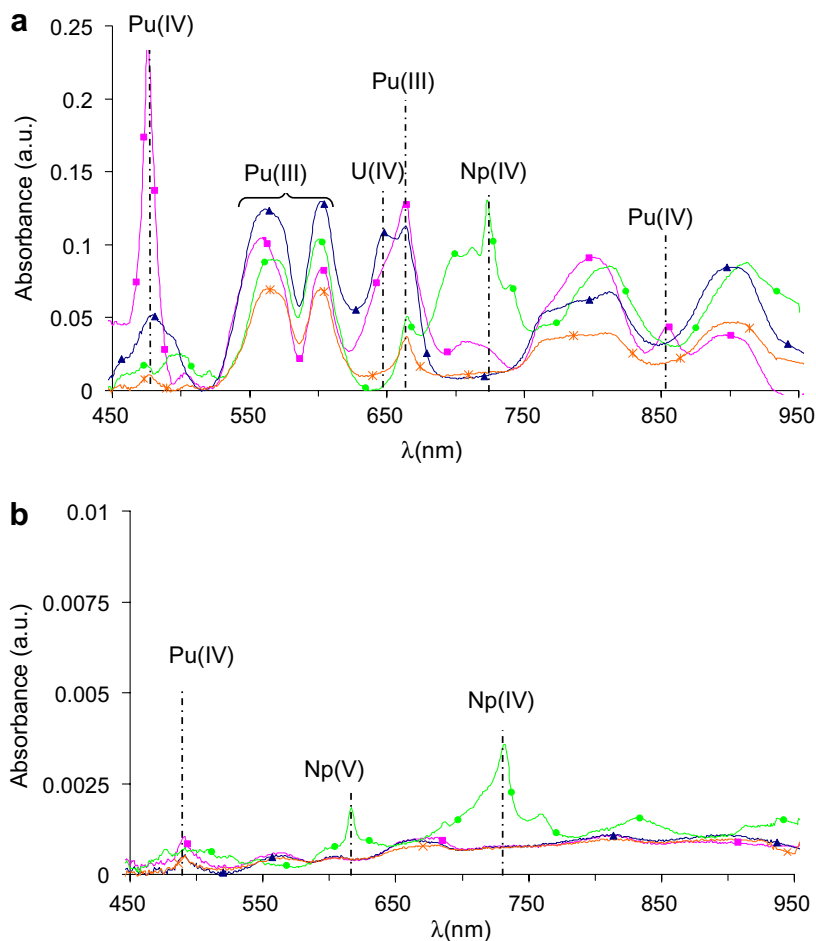 a
Pu(IV)
0.25
0.2
Pu(III)
0.15
Pu(III)
U(IV)
Np(IV)
0.1
Pu(IV)
0.05
0
Absorbance (a.u.)
450 550 650 750 850 950
λ(nm)
b
0.01
0.0075
Pu(IV)
0.005
Np(IV)
Np(V)
0.0025
0
Absorbance (a.u.)
450 550 650 750 850 950
λ(nm)